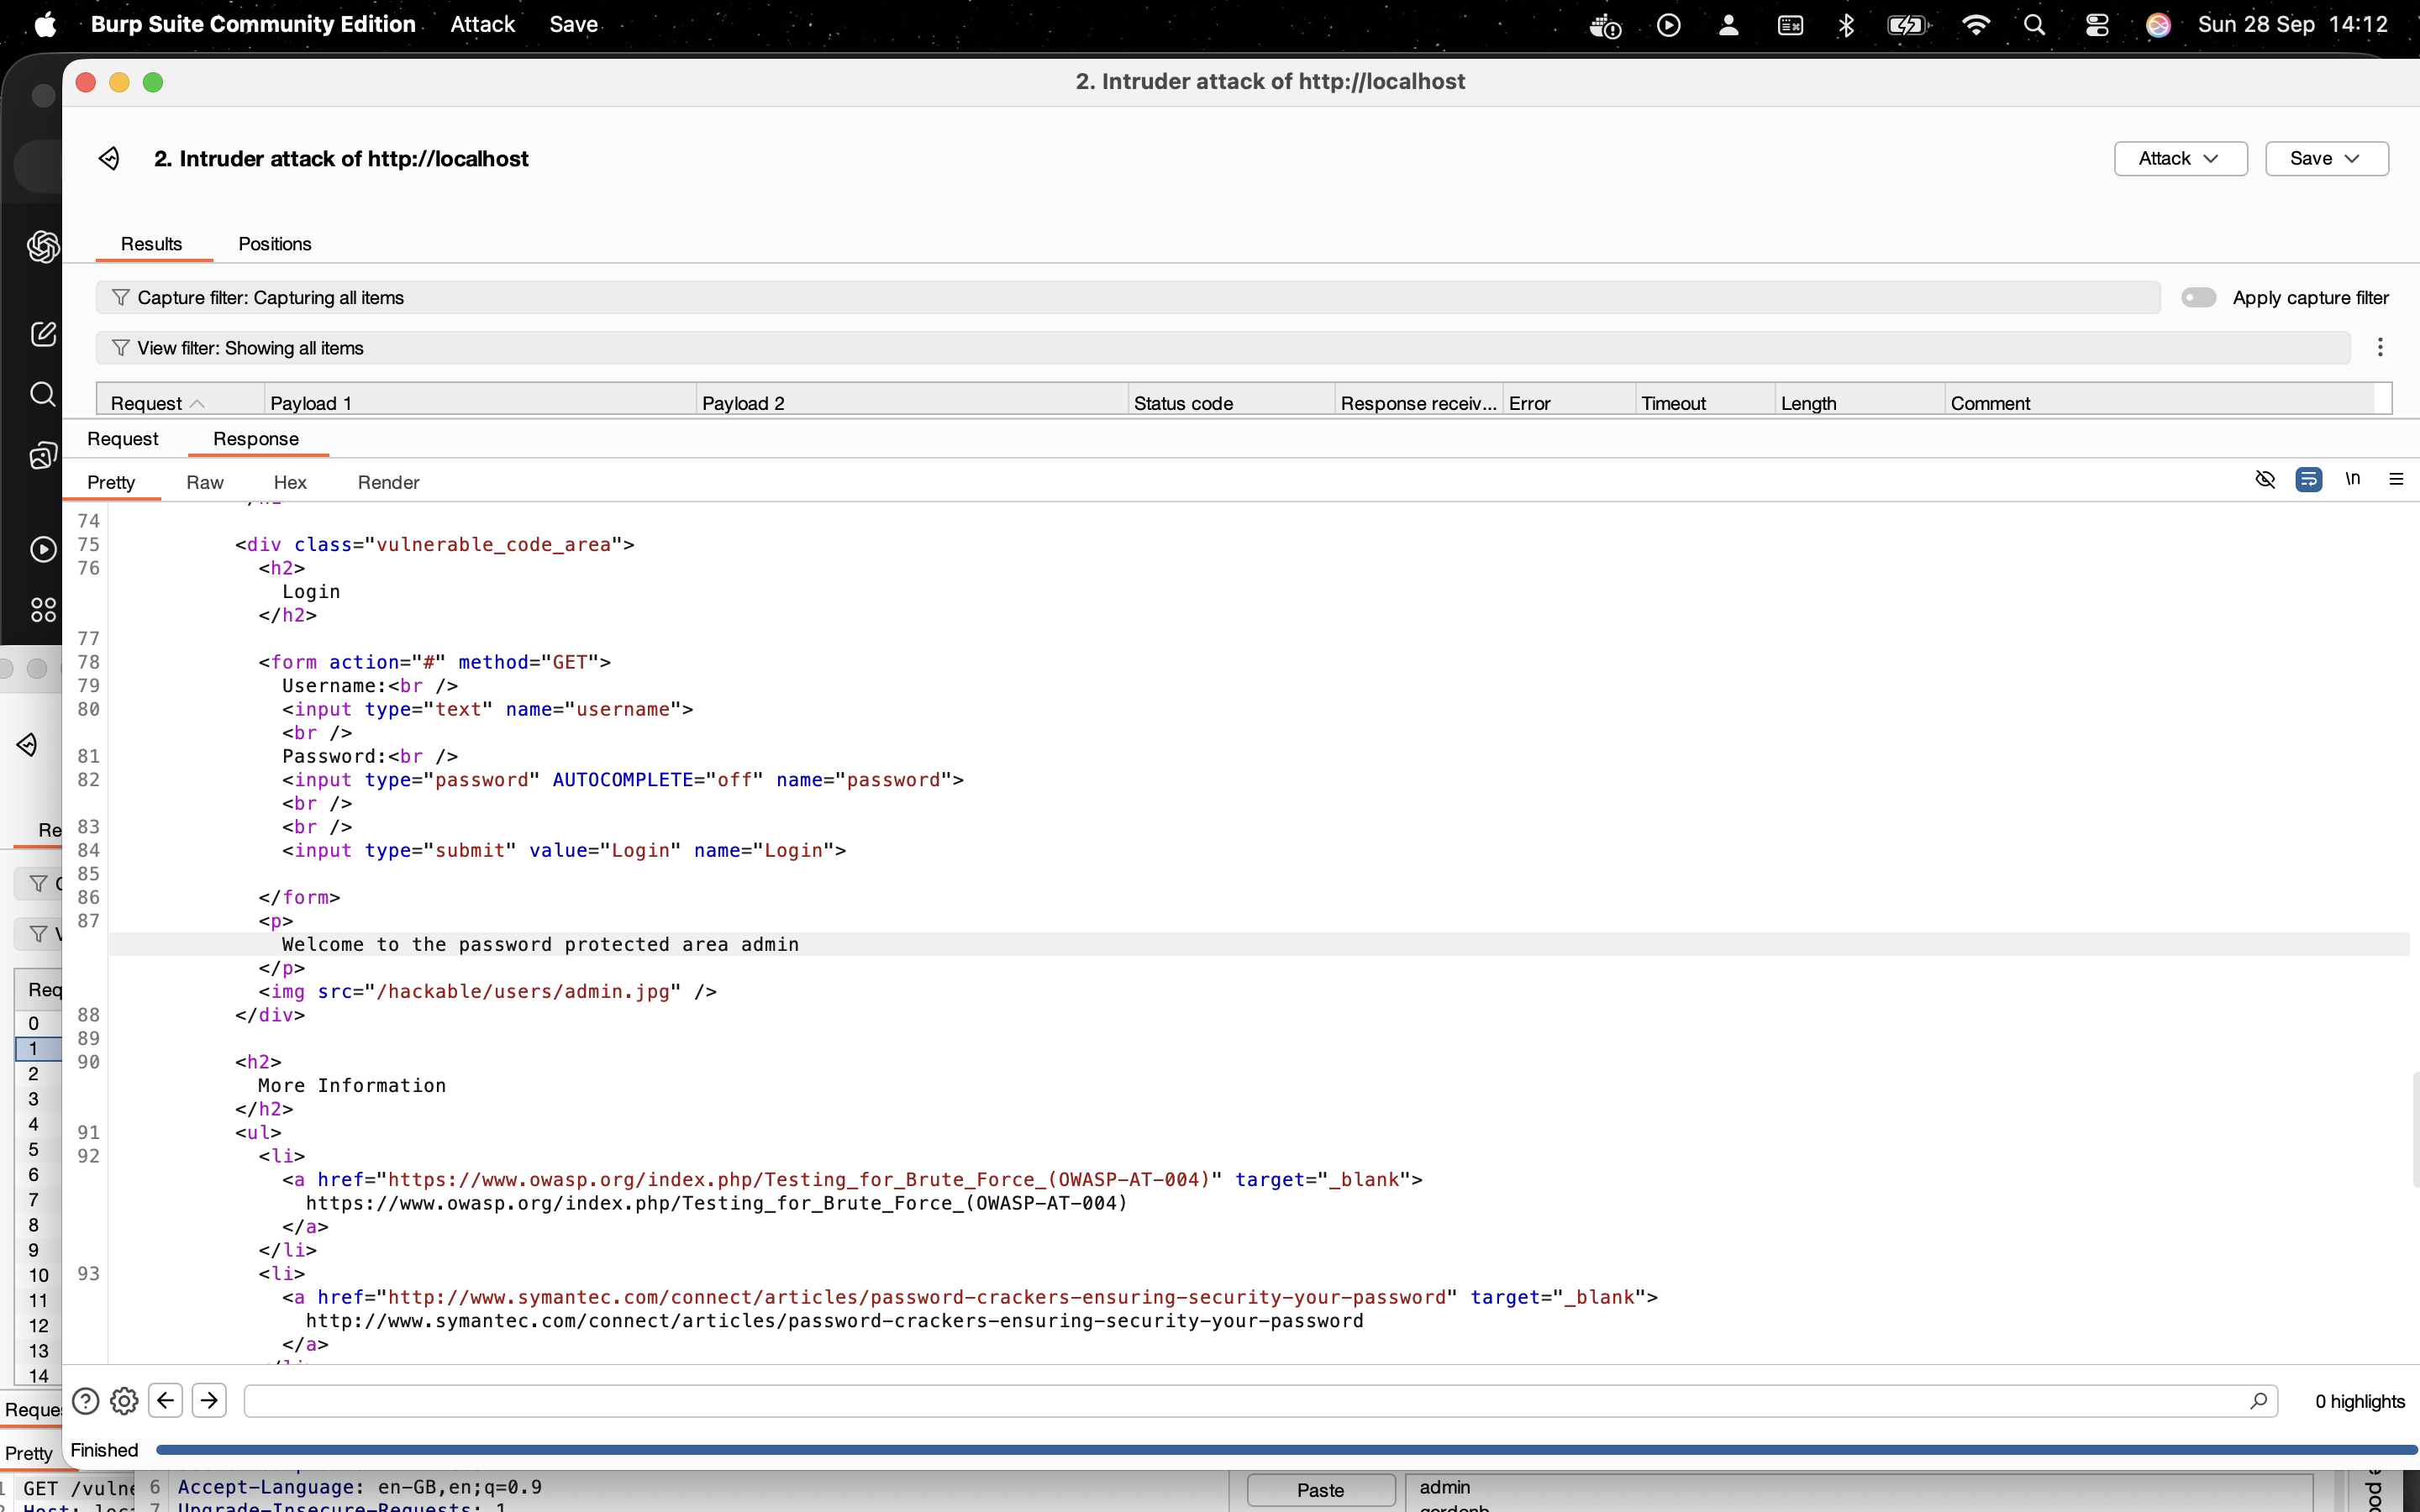 Burp Suite Community Edition Attack Save Sun 28 Sep 14:12
2. Intruder attack of http://localhost
2. Intruder attack of http://localhost
Attack Save
Results Positions
Capture filter: Capturing all items Apply capture filter
View filter: Showing all items
Request Payload 1 Payload 2 Status code Response receiv... Error Timeout Length Comment
Request Response
Pretty Raw Hex Render \n
74
75 <div class="vulnerable_code_area">
76 <h2>
Login
</h2>
77
78 <form action="#" method="GET">
79 Username:<br />
80 <input type="text" name="username">
<br />
81 Password:<br />
82 <input type="password" AUTOCOMPLETE="off" name="password">
<br />
83 <br />
84 <input type="submit" value="Login" name="Login">
85
86 </form>
87 <p>
Welcome to the password protected area admin
</p>
<img src="/hackable/users/admin.jpg" />
88 </div>
89
90 <h2>
More Information
</h2>
91 <ul>
92 <li>
<a href="https://www.owasp.org/index.php/Testing_for_Brute_Force_(OWASP-AT-004)" target="_blank">
https://www.owasp.org/index.php/Testing_for_Brute_Force_(OWASP-AT-004)
</a>
</li>
93 <li>
<a href="http://www.symantec.com/connect/articles/password-crackers-ensuring-security-your-password" target="_blank">
http://www.symantec.com/connect/articles/password-crackers-ensuring-security-your-password
</a>
0 highlights
Finished
Re
Req
0
1
2
3
4
5
6
7
8
9
10
11
12
13
14
Reque
Pretty
1 GET /vulne
6 Accept-Language: en-GB,en;q=0.9
7 Upgrade-Insecure-Requests: 1
Paste
admin
gordonb